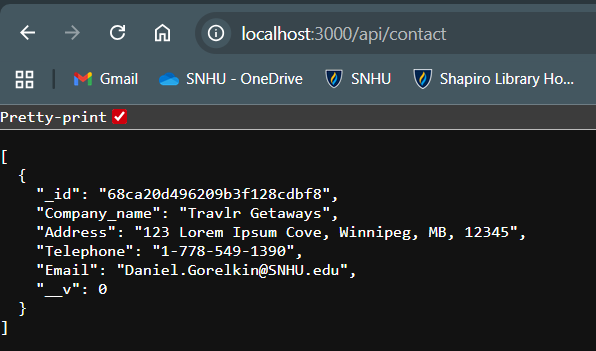 localhost:3000/api/contact
Gmail SNHU - OneDrive SNHU Shapiro Library Ho...
Pretty-print
[
  {
    "_id": "68ca20d496209b3f128cdbf8",
    "Company_name": "Travlr Getaways",
    "Address": "123 Lorem Ipsum Cove, Winnipeg, MB, 12345",
    "Telephone": "1-778-549-1390",
    "Email": "Daniel.Gorelkin@SNHU.edu",
    "__v": 0
  }
]